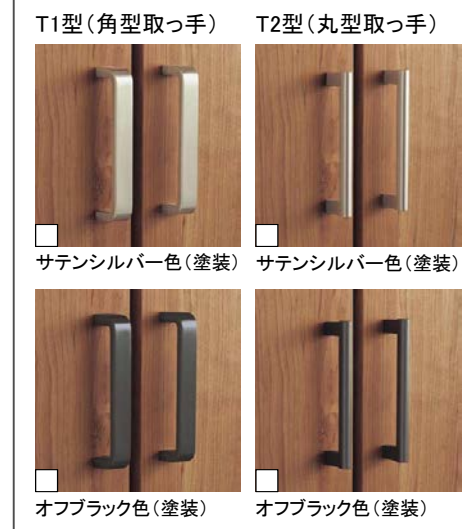 T1型（角型取っ手）
T2型（丸型取っ手）
サテンシルバー色（塗装）
サテンシルバー色（塗装）
オフブラック色（塗装）
オフブラック色（塗装）